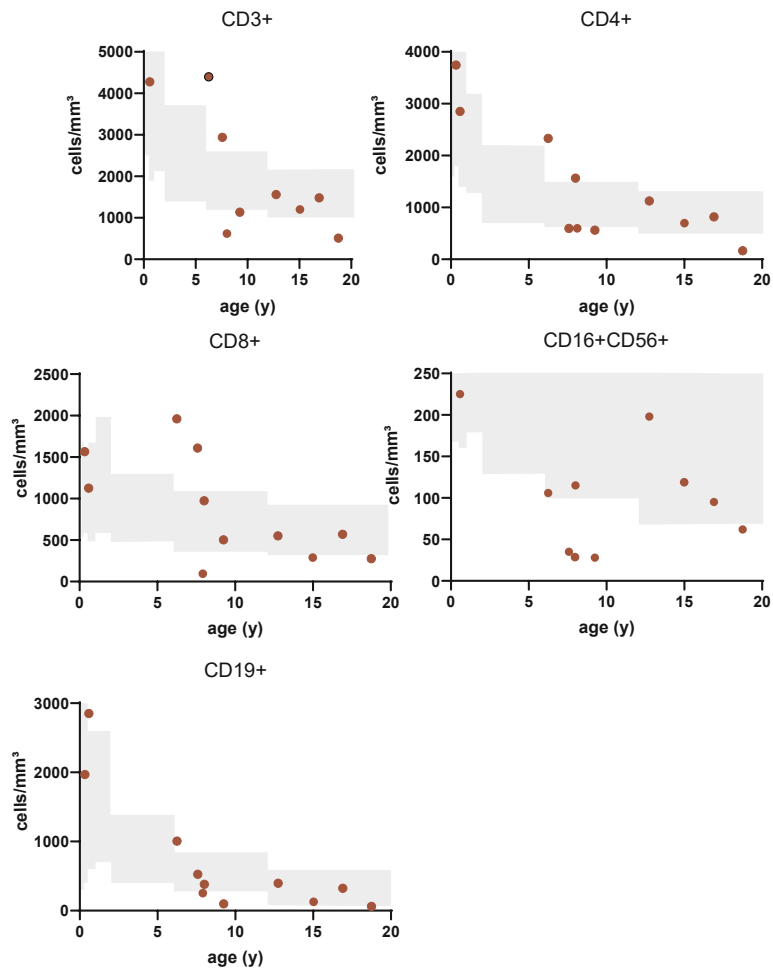 CD3+
5000
4000
3000
2000
1000
0
cells/mm³
0 5 10 15 20
age (y)
CD4+
4000
3000
2000
1000
0
cells/mm³
0 5 10 15 20
age (y)
CD8+
2500
2000
1500
1000
500
0
cells/mm³
0 5 10 15 20
age (y)
CD16+CD56+
250
200
150
100
50
0
cells/mm³
0 5 10 15 20
age (y)
CD19+
3000
2000
1000
0
cells/mm³
0 5 10 15 20
age (y)